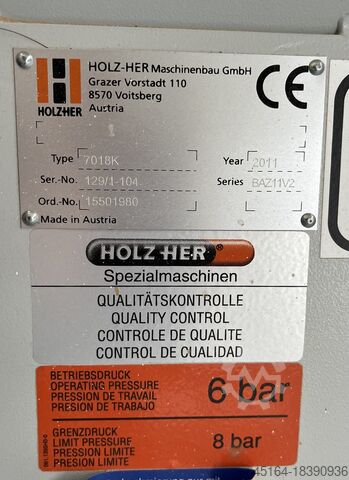 HOLZ-HER Maschinenbau GmbH
Grazer Vorstadt 110
8570 Voitsberg
Austria
CE
HOLZHER
Type 7018K Year 2011
Ser.-No. 129/1-104 Series BAZ11V2
Ord.-No. 15501980
Made in Austria
HOLZ HER®
Spezialmaschinen
QUALITÄTSKONTROLLE
QUALITY CONTROL
CONTROLE DE QUALITE
CONTROL DE CUALIDAD
BETRIEBSDRUCK
OPERATING PRESSURE
PRESSION DE TRAVAIL
PRESION DE TRABAJO
6 bar
GRENZDRUCK
LIMIT PRESSURE
PRESSION LIMITE
PRESION LIMITE
8 bar
45164-18390936